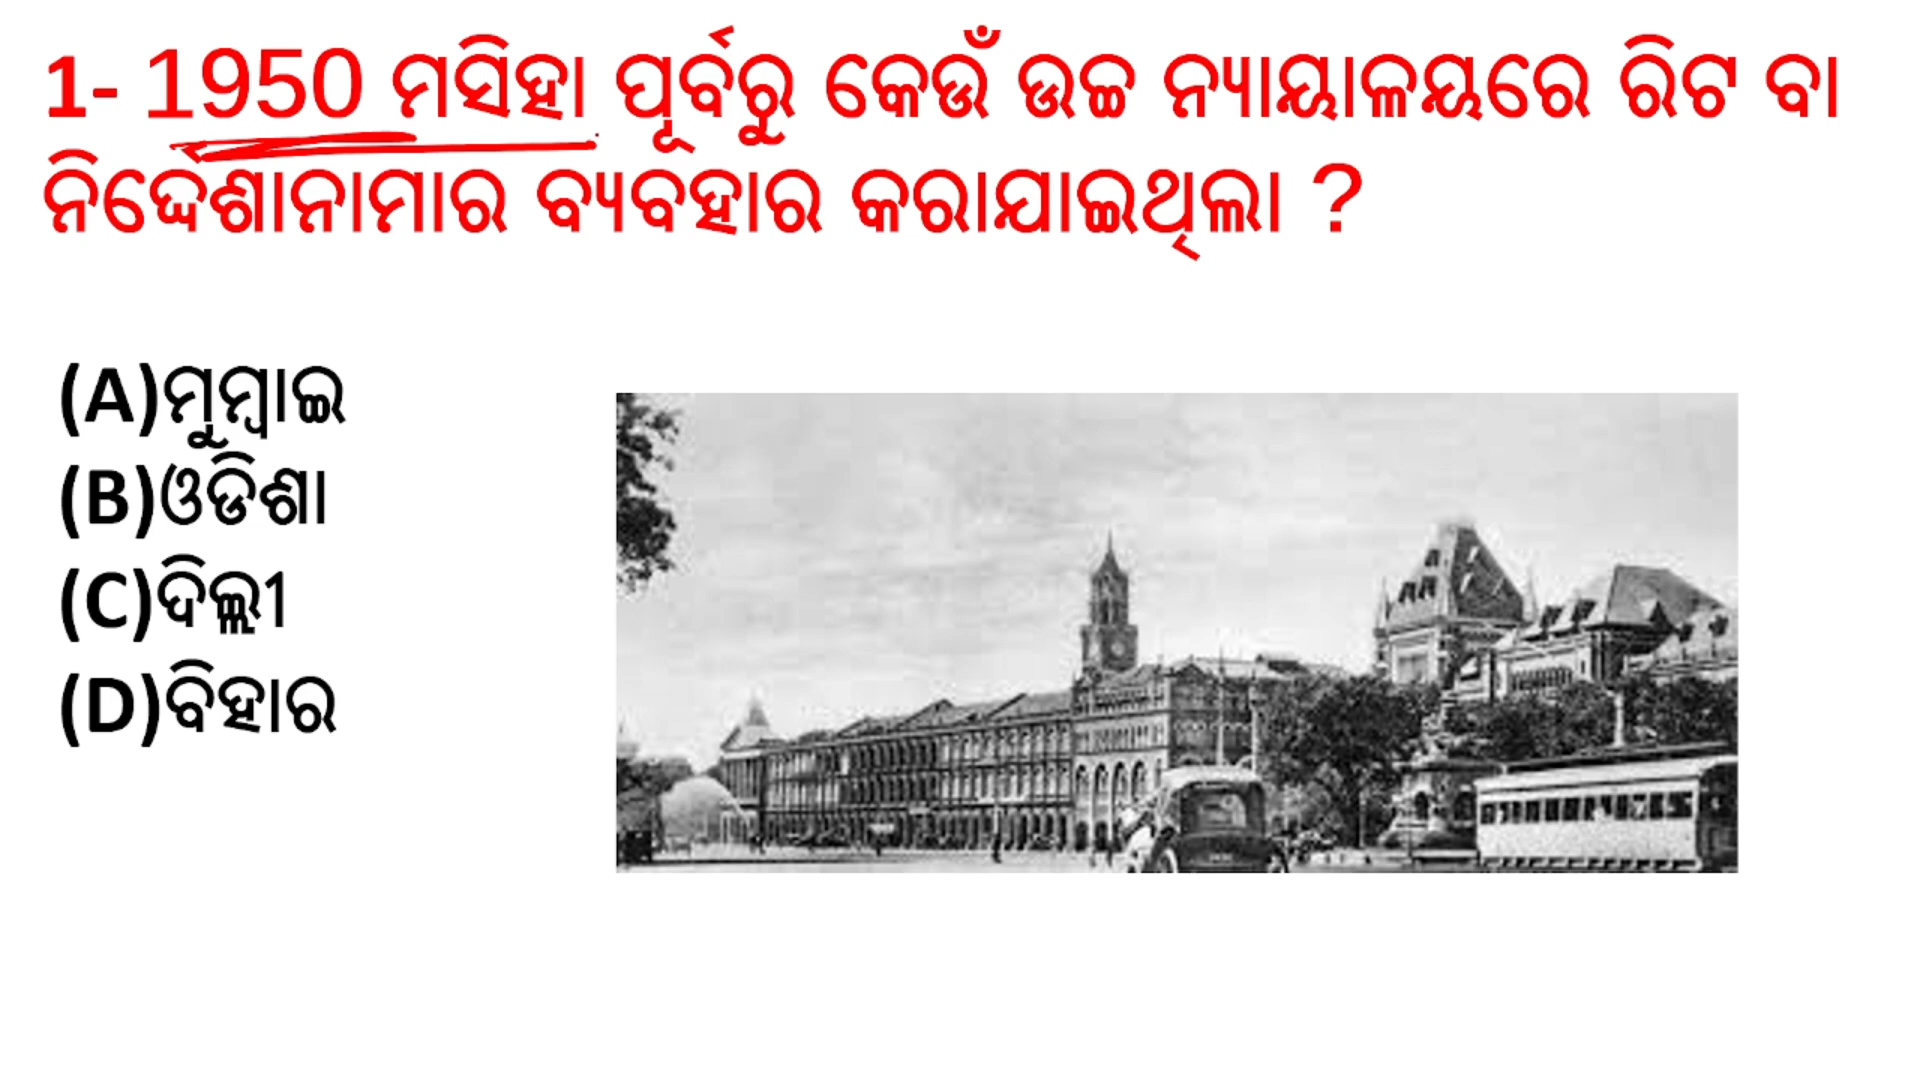 1- 1950 ମସିହା ପୂର୍ବରୁ କେଉଁ ଉଚ୍ଚ ନ୍ୟାୟାଳୟରେ ରିଟ ବା
ନିର୍ଦ୍ଦେଶାନାମାର ବ୍ୟବହାର କରାଯାଇଥିଲା ?
(A)ମୁମ୍ବାଇ
(B)ଓଡିଶା
(C)ଦିଲ୍ଲୀ
(D)ବିହାର